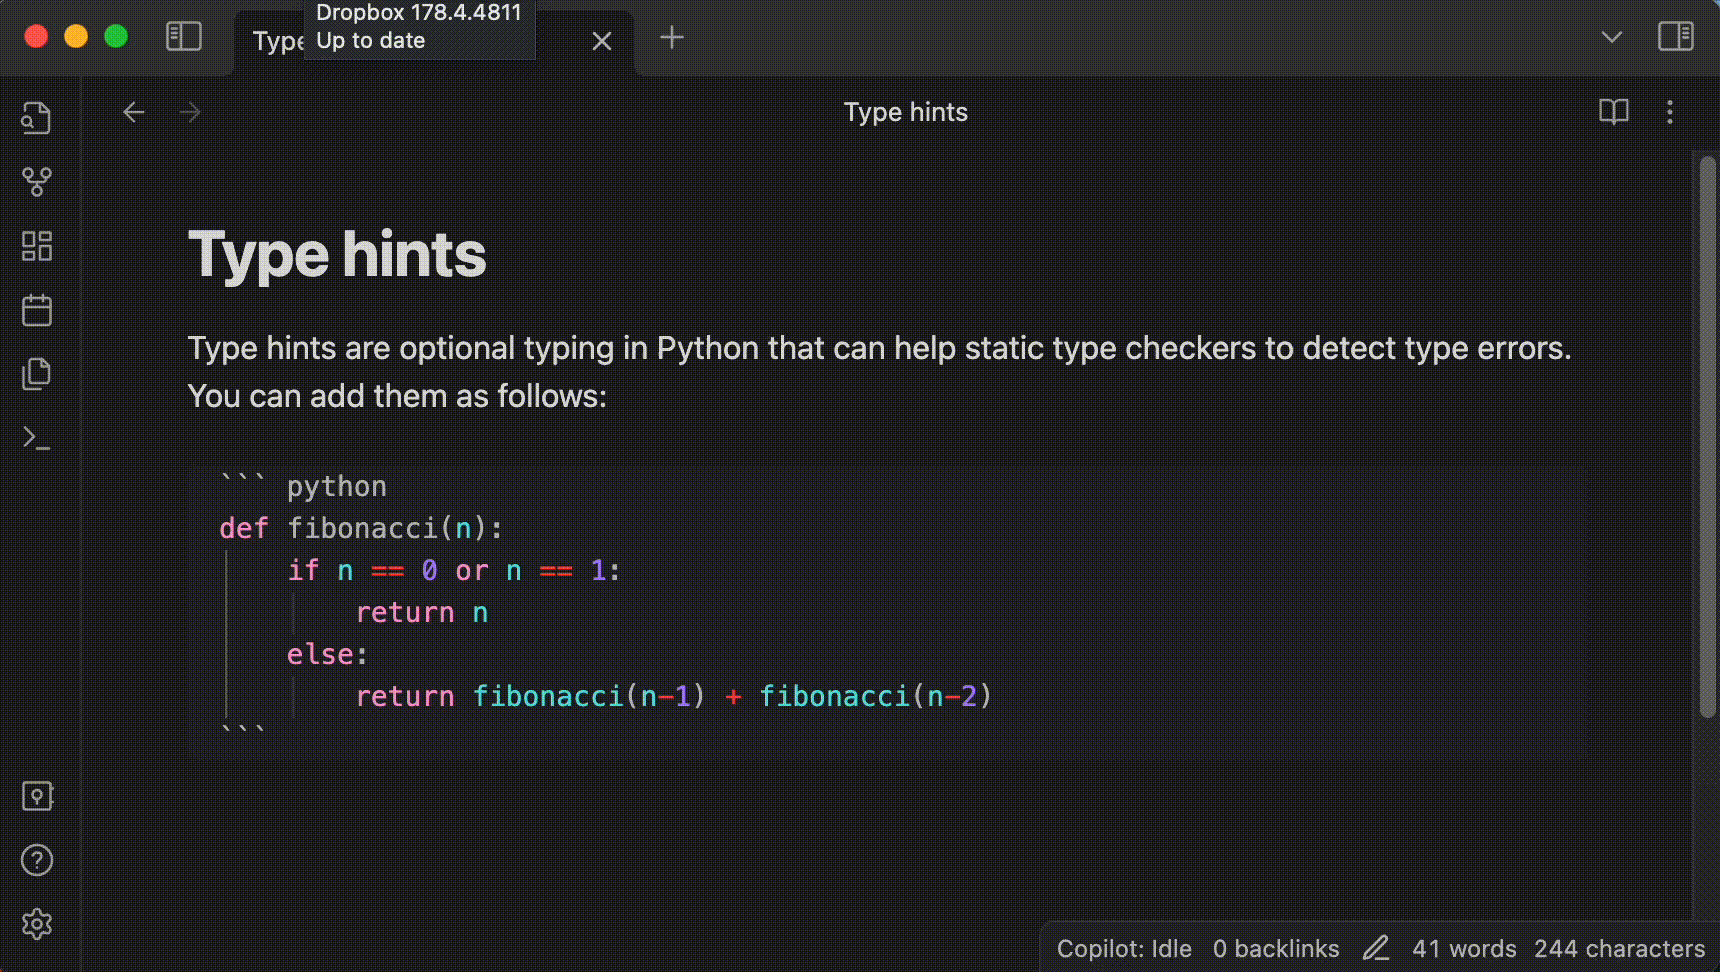 Dropbox 178.4.4811
Up to date
Type
Type hints
Type hints
Type hints are optional typing in Python that can help static type checkers to detect type errors.
You can add them as follows:
``` python
def fibonacci(n):
    if n == 0 or n == 1:
        return n
    else:
        return fibonacci(n-1) + fibonacci(n-2)
```
Copilot: Idle 0 backlinks 41 words 244 characters